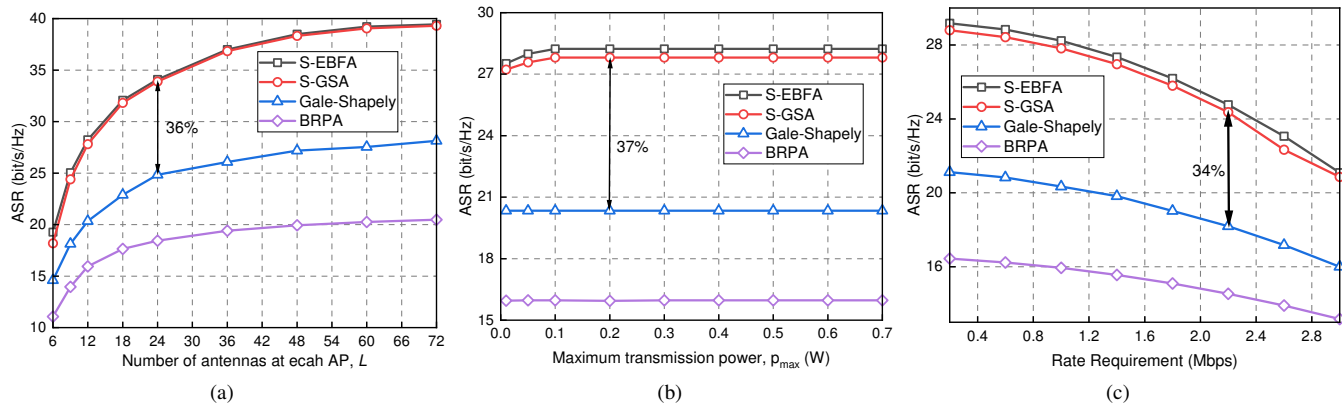 40
35
30
25
20
15
10
ASR (bit/s/Hz)
S-EBFA
S-GSA
Gale-Shapely
BRPA
36%
6 12 18 24 30 36 42 48 54 60 66 72
Number of antennas at ecah AP, L
(a)
30
27
24
21
18
15
ASR (bit/s/Hz)
S-EBFA
S-GSA
Gale-Shapely
BRPA
37%
0.0 0.1 0.2 0.3 0.4 0.5 0.6 0.7
Maximum transmission power, pmax (W)
(b)
28
24
20
16
ASR (bit/s/Hz)
S-EBFA
S-GSA
Gale-Shapely
BRPA
34%
0.4 0.8 1.2 1.6 2.0 2.4 2.8
Rate Requirement (Mbps)
(c)